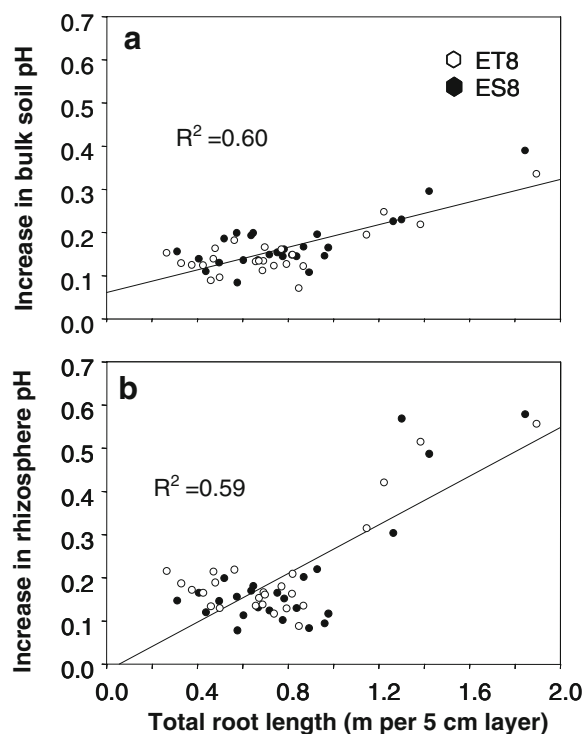 a
ET8
ES8
R² =0.60
Increase in bulk soil pH
0.7
0.6
0.5
0.4
0.3
0.2
0.1
0.0
b
R² =0.59
Increase in rhizosphere pH
0.7
0.6
0.5
0.4
0.3
0.2
0.1
0.0
0.0 0.4 0.8 1.2 1.6 2.0
Total root length (m per 5 cm layer)